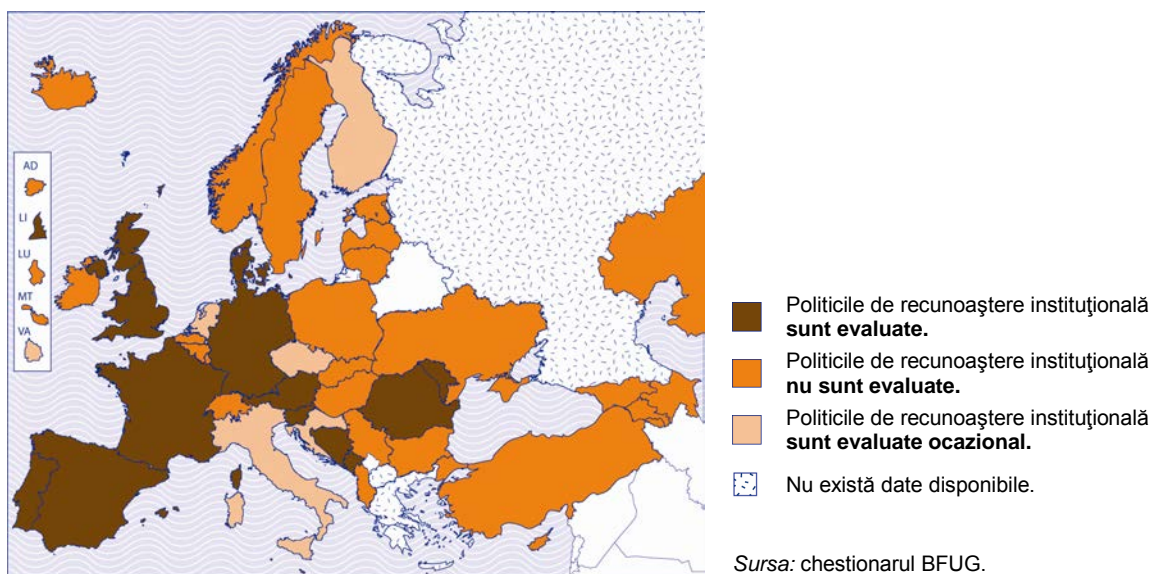 AD
LI
LU
MT
VA
Politicile de recunoaştere instituţională
sunt evaluate.
Politicile de recunoaştere instituţională
nu sunt evaluate.
Politicile de recunoaştere instituţională
sunt evaluate ocazional.
Nu există date disponibile.
Sursa: chestionarul BFUG.